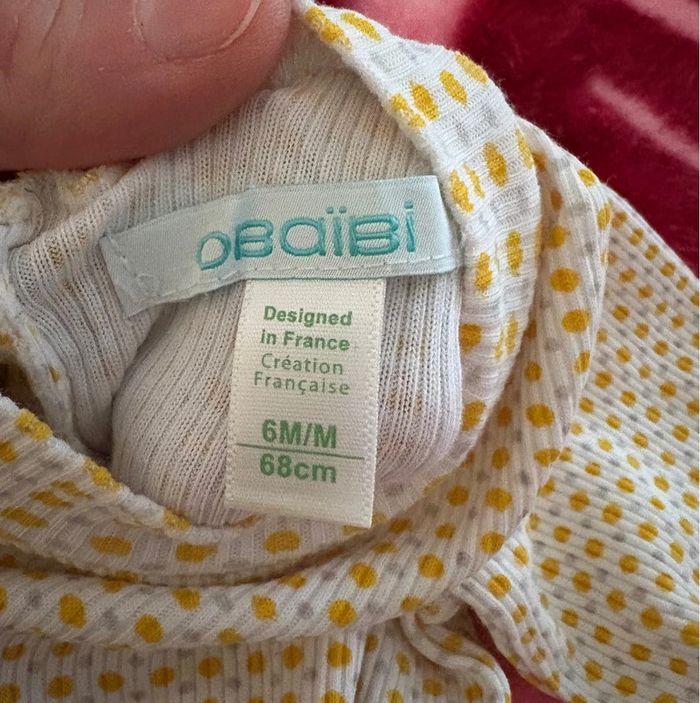 OBaïBi
Designed
in France
Création
Française
6M/M
68cm